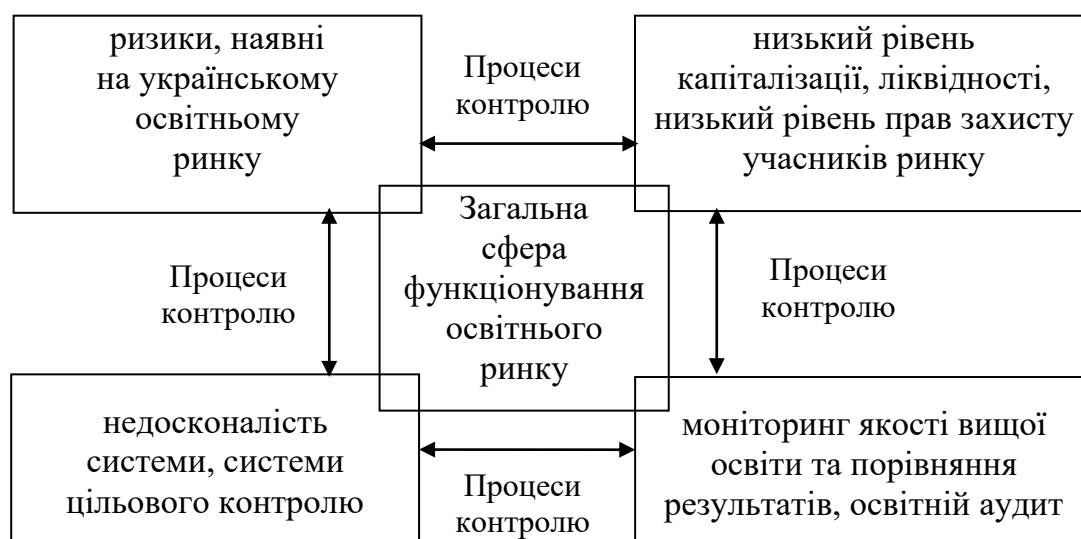 ризики, наявні
на українському
освітньому
ринку
Процеси
контролю
низький рівень
капіталізації, ліквідності,
низький рівень прав захисту
учасників ринку
Процеси
контролю
Загальна
сфера
функціонування
освітнього
ринку
Процеси
контролю
недосконалість
системи, системи
цільового контролю
Процеси
контролю
моніторинг якості вищої
освіти та порівняння
результатів, освітній аудит